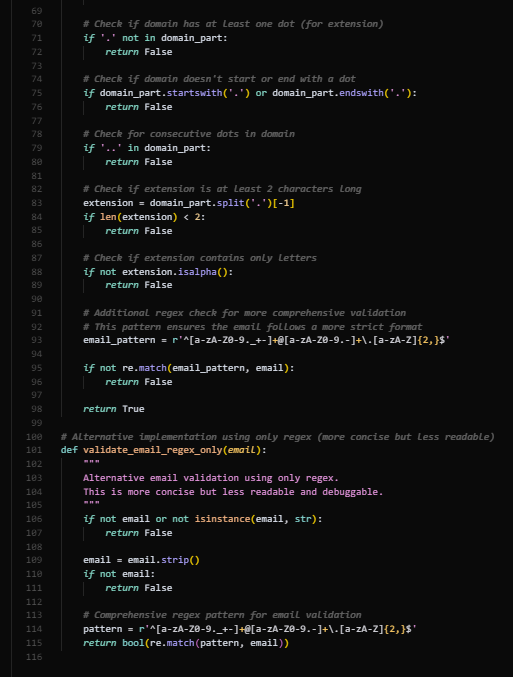 69
70 # Check if domain has at least one dot (for extension)
71 if '.' not in domain_part:
72 return False
73
74 # Check if domain doesn't start or end with a dot
75 if domain_part.startswith('.') or domain_part.endswith('.'):
76 return False
77
78 # Check for consecutive dots in domain
79 if '..' in domain_part:
80 return False
81
82 # Check if extension is at least 2 characters long
83 extension = domain_part.split('.')[-1]
84 if len(extension) < 2:
85 return False
86
87 # Check if extension contains only letters
88 if not extension.isalpha():
89 return False
90
91 # Additional regex check for more comprehensive validation
92 # This pattern ensures the email follows a more strict format
93 email_pattern = r'^[a-zA-Z0-9._+-]+@[a-zA-Z0-9.-]+\.[a-zA-Z]{2,}$'
94
95 if not re.match(email_pattern, email):
96 return False
97
98 return True
99
100 # Alternative implementation using only regex (more concise but less readable)
101 def validate_email_regex_only(email):
102 """
103 Alternative email validation using only regex.
104 This is more concise but less readable and debuggable.
105 """
106 if not email or not isinstance(email, str):
107 return False
108
109 email = email.strip()
110 if not email:
111 return False
112
113 # Comprehensive regex pattern for email validation
114 pattern = r'^[a-zA-Z0-9._+-]+@[a-zA-Z0-9.-]+\.[a-zA-Z]{2,}$'
115 return bool(re.match(pattern, email))
116